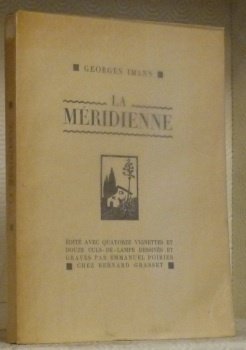 GEORGES IMANN
LA
MÉRIDIENNE
ÉDITÉ AVEC QUATORZE VIGNETTES ET
DOUZE CULS-DE-LAMPE DESSINÉS ET
GRAVÉS PAR EMMANUEL POIRIER
CHEZ BERNARD GRASSET